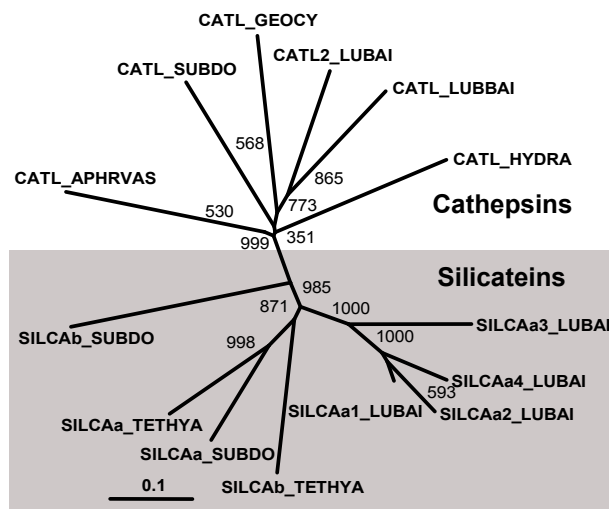 CATL_GEOCY
CATL2_LUBAI
CATL_SUBDO
CATL_LUBBAI
568
865
CATL_HYDRA
CATL_APHRVAS
530
773
Cathepsins
999
351
Silicateins
985
871
1000
SILCAb_SUBDO
998
1000
SILCAa3_LUBAI
SILCAa4_LUBAI
593
SILCAa1_LUBAI
SILCAa2_LUBAI
SILCAa_TETHYA
SILCAa_SUBDO
SILCAb_TETHYA
0.1